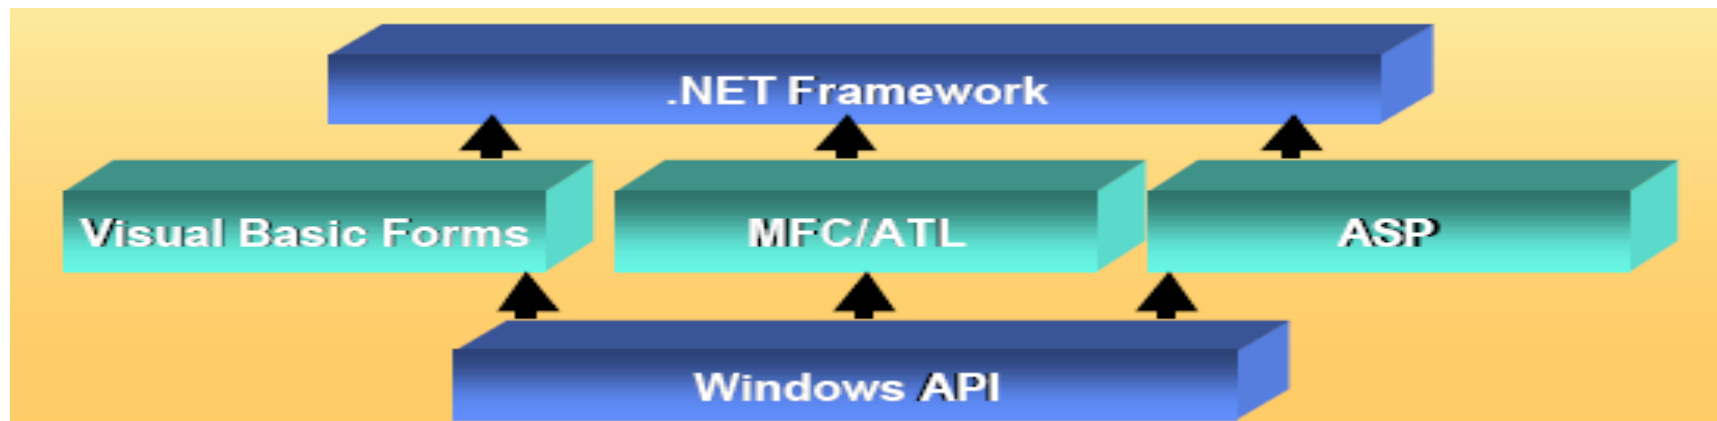 .NET Framework
Visual Basic Forms
MFC/ATL
ASP
Windows API